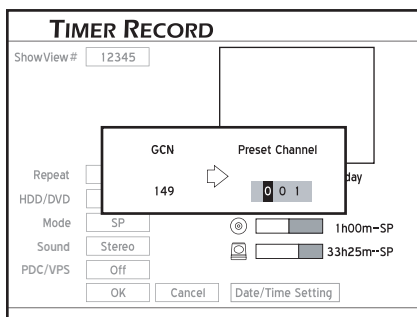 TIMER RECORD
ShowView # 12345
GCN Preset Channel
149 0 0 1
Repeat day
HDD/DVD
Mode SP 1h00m-SP
Sound Stereo 33h25m--SP
PDC/VPS Off
OK Cancel Date/Time Setting